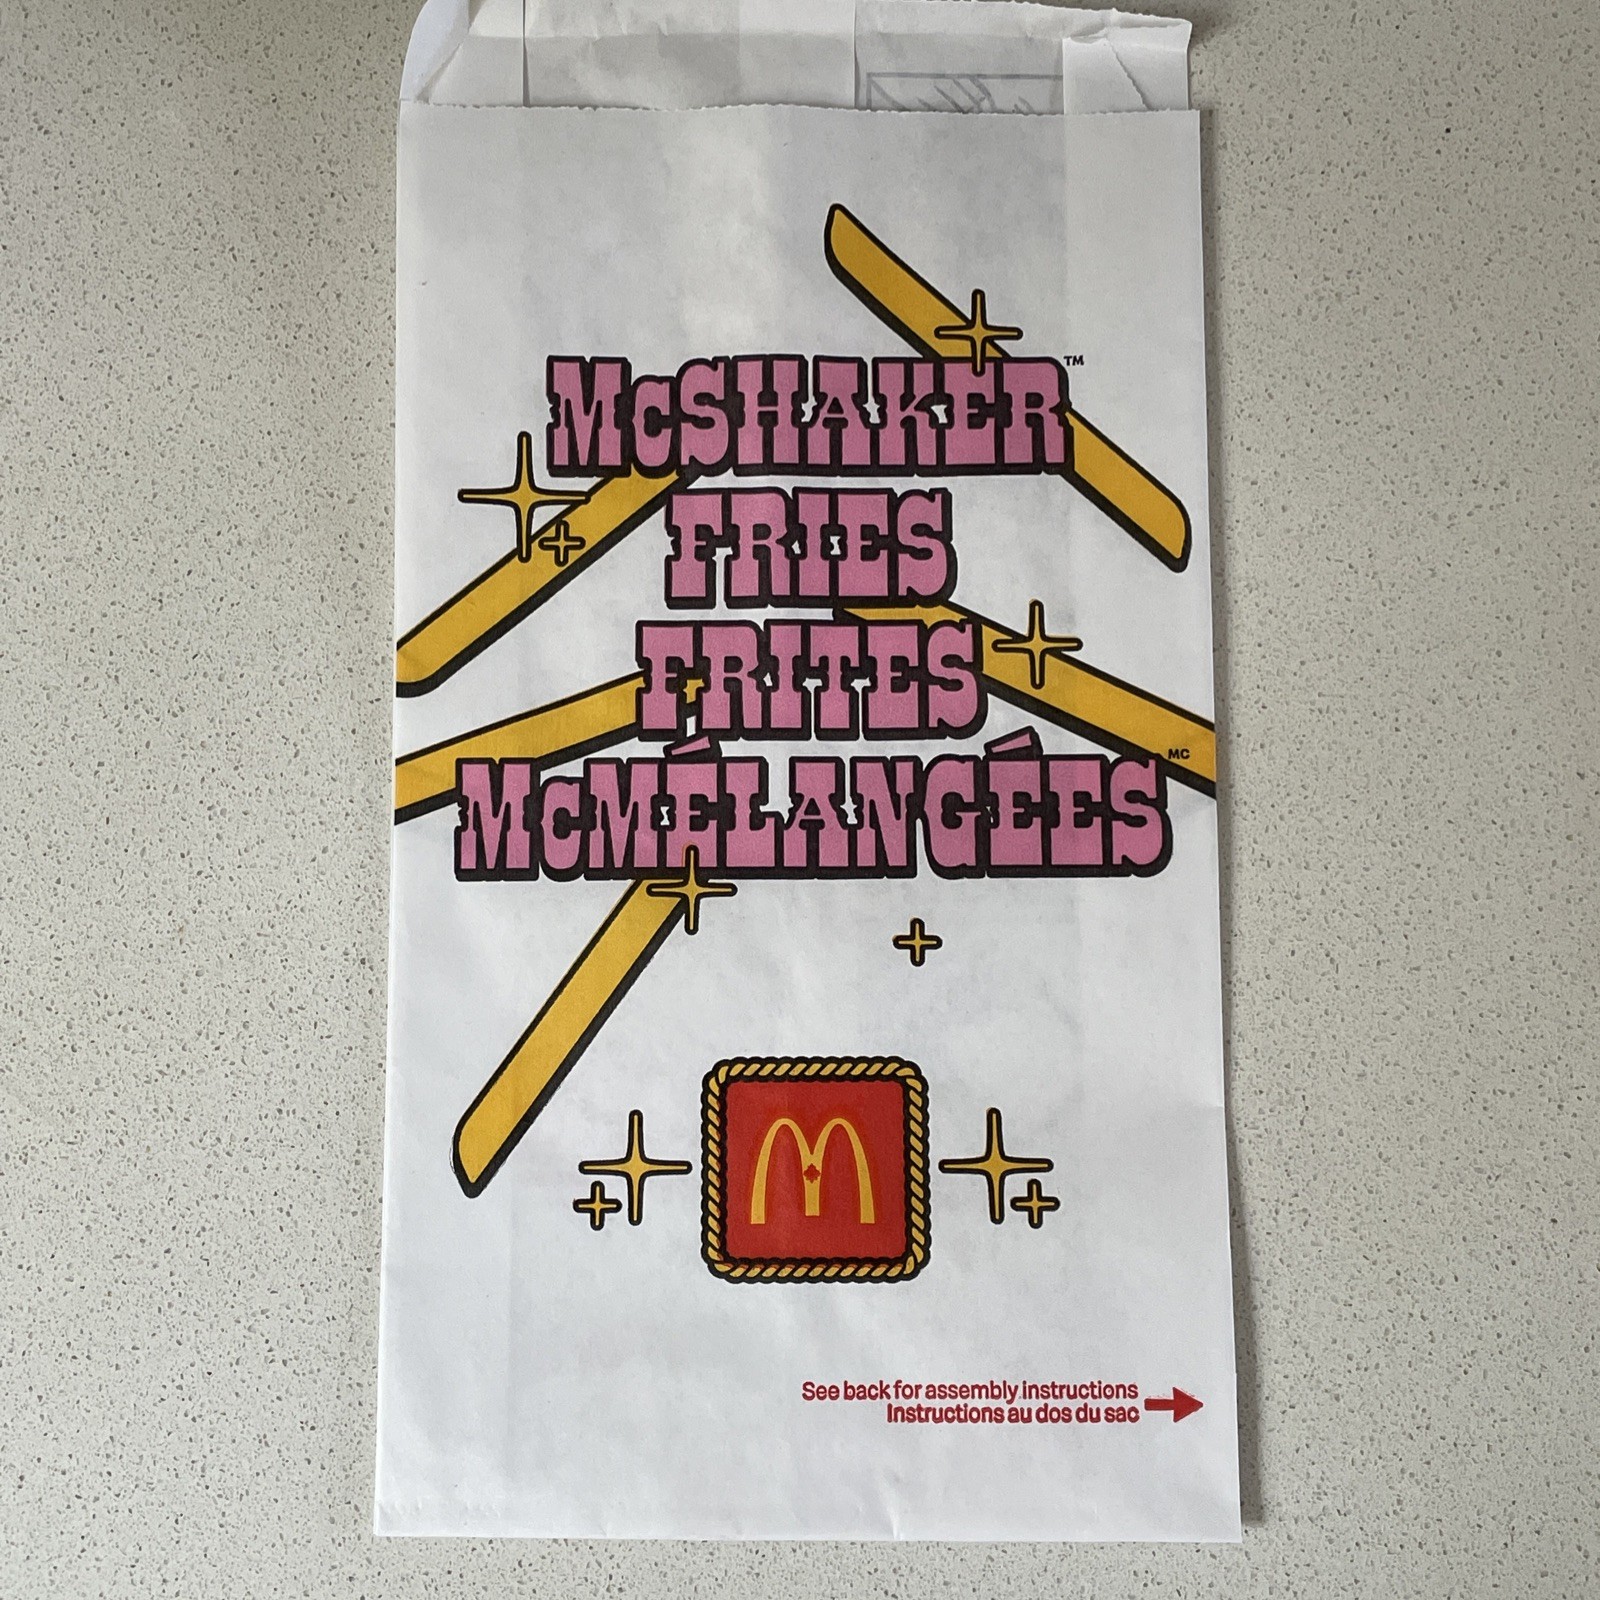 McSHAKER™
FRIES
FRITES
McMÉLANGÉES MC
See back for assembly instructions
Instructions au dos du sac